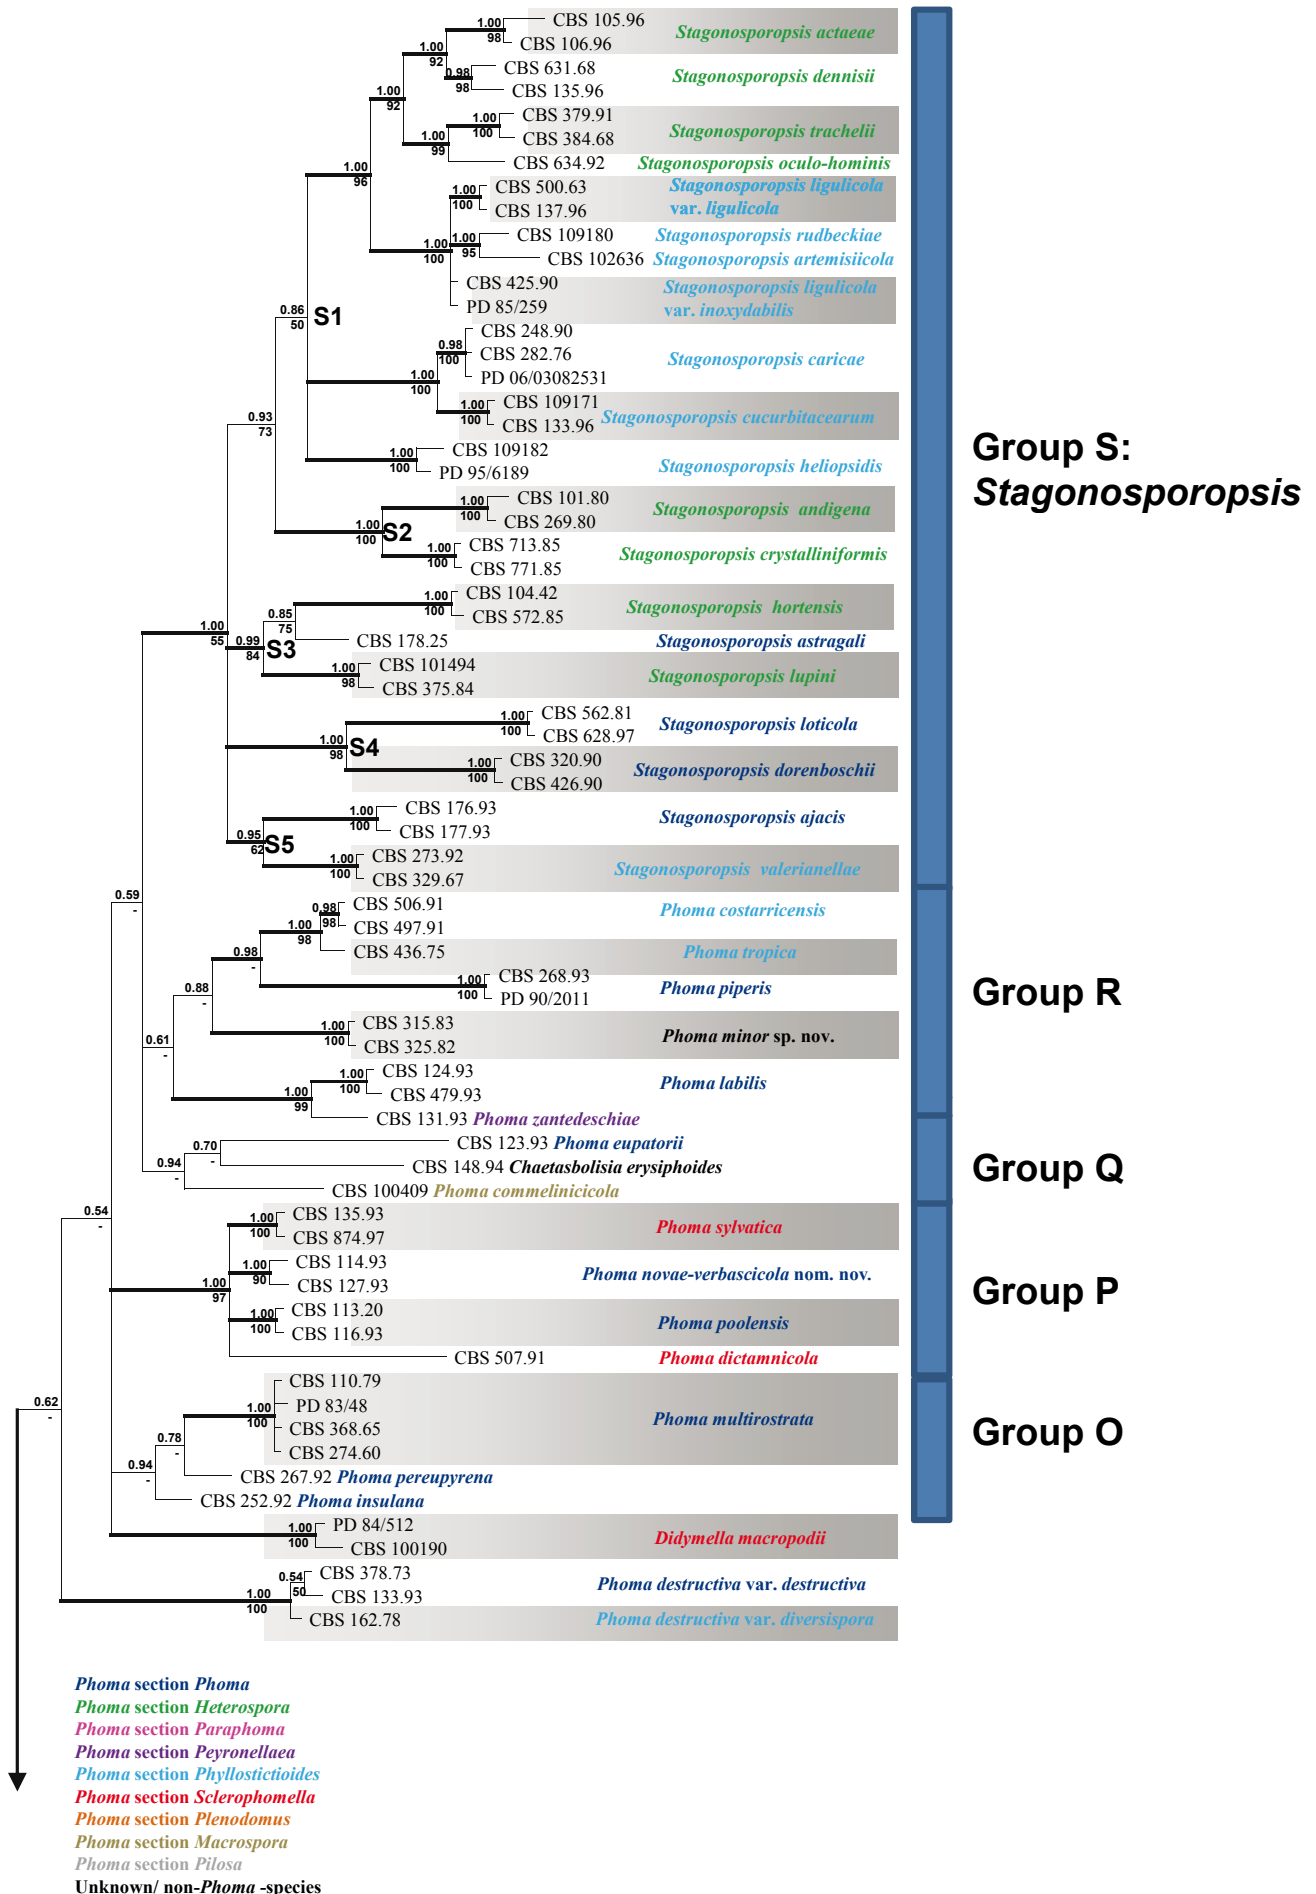 1.00
98
CBS 105.96
CBS 106.96
Stagonosporopsis actaeae
1.00
92
0.98
98
CBS 631.68
CBS 135.96
Stagonosporopsis dennisii
1.00
92
1.00
100
CBS 379.91
CBS 384.68
Stagonosporopsis trachelii
1.00
99
CBS 634.92
Stagonosporopsis oculo-hominis
1.00
96
1.00
100
CBS 500.63
CBS 137.96
Stagonosporopsis ligulicola
var. ligulicola
1.00
95
CBS 109180
Stagonosporopsis rudbeckiae
CBS 102636
Stagonosporopsis artemisiicola
1.00
100
CBS 425.90
PD 85/259
Stagonosporopsis ligulicola
var. inoxydabilis
0.86
50
S1
0.98
100
CBS 248.90
CBS 282.76
PD 06/03082531
Stagonosporopsis caricae
1.00
100
1.00
100
CBS 109171
CBS 133.96
Stagonosporopsis cucurbitacearum
0.93
73
1.00
100
CBS 109182
PD 95/6189
Stagonosporopsis heliopsidis
Group S:
Stagonosporopsis
1.00
100
CBS 101.80
CBS 269.80
Stagonosporopsis andigena
1.00
100
S2
1.00
100
CBS 713.85
CBS 771.85
Stagonosporopsis crystalliniformis
1.00
100
CBS 104.42
CBS 572.85
Stagonosporopsis hortensis
0.85
75
CBS 178.25
Stagonosporopsis astragali
1.00
55
0.99
84
S3
1.00
98
CBS 101494
CBS 375.84
Stagonosporopsis lupini
1.00
100
CBS 562.81
CBS 628.97
Stagonosporopsis loticola
1.00
98
S4
1.00
100
CBS 320.90
CBS 426.90
Stagonosporopsis dorenboschii
1.00
100
CBS 176.93
CBS 177.93
Stagonosporopsis ajacis
0.95
62
S5
1.00
100
CBS 273.92
CBS 329.67
Stagonosporopsis valerianellae
0.59
-
0.98
98
CBS 506.91
CBS 497.91
Phoma costarricensis
1.00
98
CBS 436.75
Phoma tropica
0.98
-
1.00
100
CBS 268.93
PD 90/2011
Phoma piperis
0.88
-
Group R
1.00
100
CBS 315.83
CBS 325.82
Phoma minor sp. nov.
0.61
-
1.00
100
CBS 124.93
CBS 479.93
Phoma labilis
1.00
99
CBS 131.93 Phoma zantedeschiae
0.70
-
CBS 123.93 Phoma eupatorii
0.94
-
CBS 148.94 Chaetasbolisia erysiphoides
CBS 100409 Phoma commelinicicola
Group Q
0.54
-
1.00
100
CBS 135.93
CBS 874.97
Phoma sylvatica
1.00
90
CBS 114.93
CBS 127.93
Phoma novae-verbascicola nom. nov.
1.00
97
Group P
1.00
100
CBS 113.20
CBS 116.93
Phoma poolensis
CBS 507.91
Phoma dictamnicola
0.62
-
1.00
100
CBS 110.79
PD 83/48
CBS 368.65
CBS 274.60
Phoma multirostrata
Group O
0.78
-
0.94
-
CBS 267.92 Phoma pereupyrena
CBS 252.92 Phoma insulana
1.00
100
PD 84/512
CBS 100190
Didymella macropodii
0.54
50
CBS 378.73
CBS 133.93
Phoma destructiva var. destructiva
1.00
100
CBS 162.78
Phoma destructiva var. diversispora
Phoma section Phoma
Phoma section Heterospora
Phoma section Paraphoma
Phoma section Peyronellaea
Phoma section Phyllostictioides
Phoma section Sclerophomella
Phoma section Plenodomus
Phoma section Macrospora
Phoma section Pilosa
Unknown/ non-Phoma -species